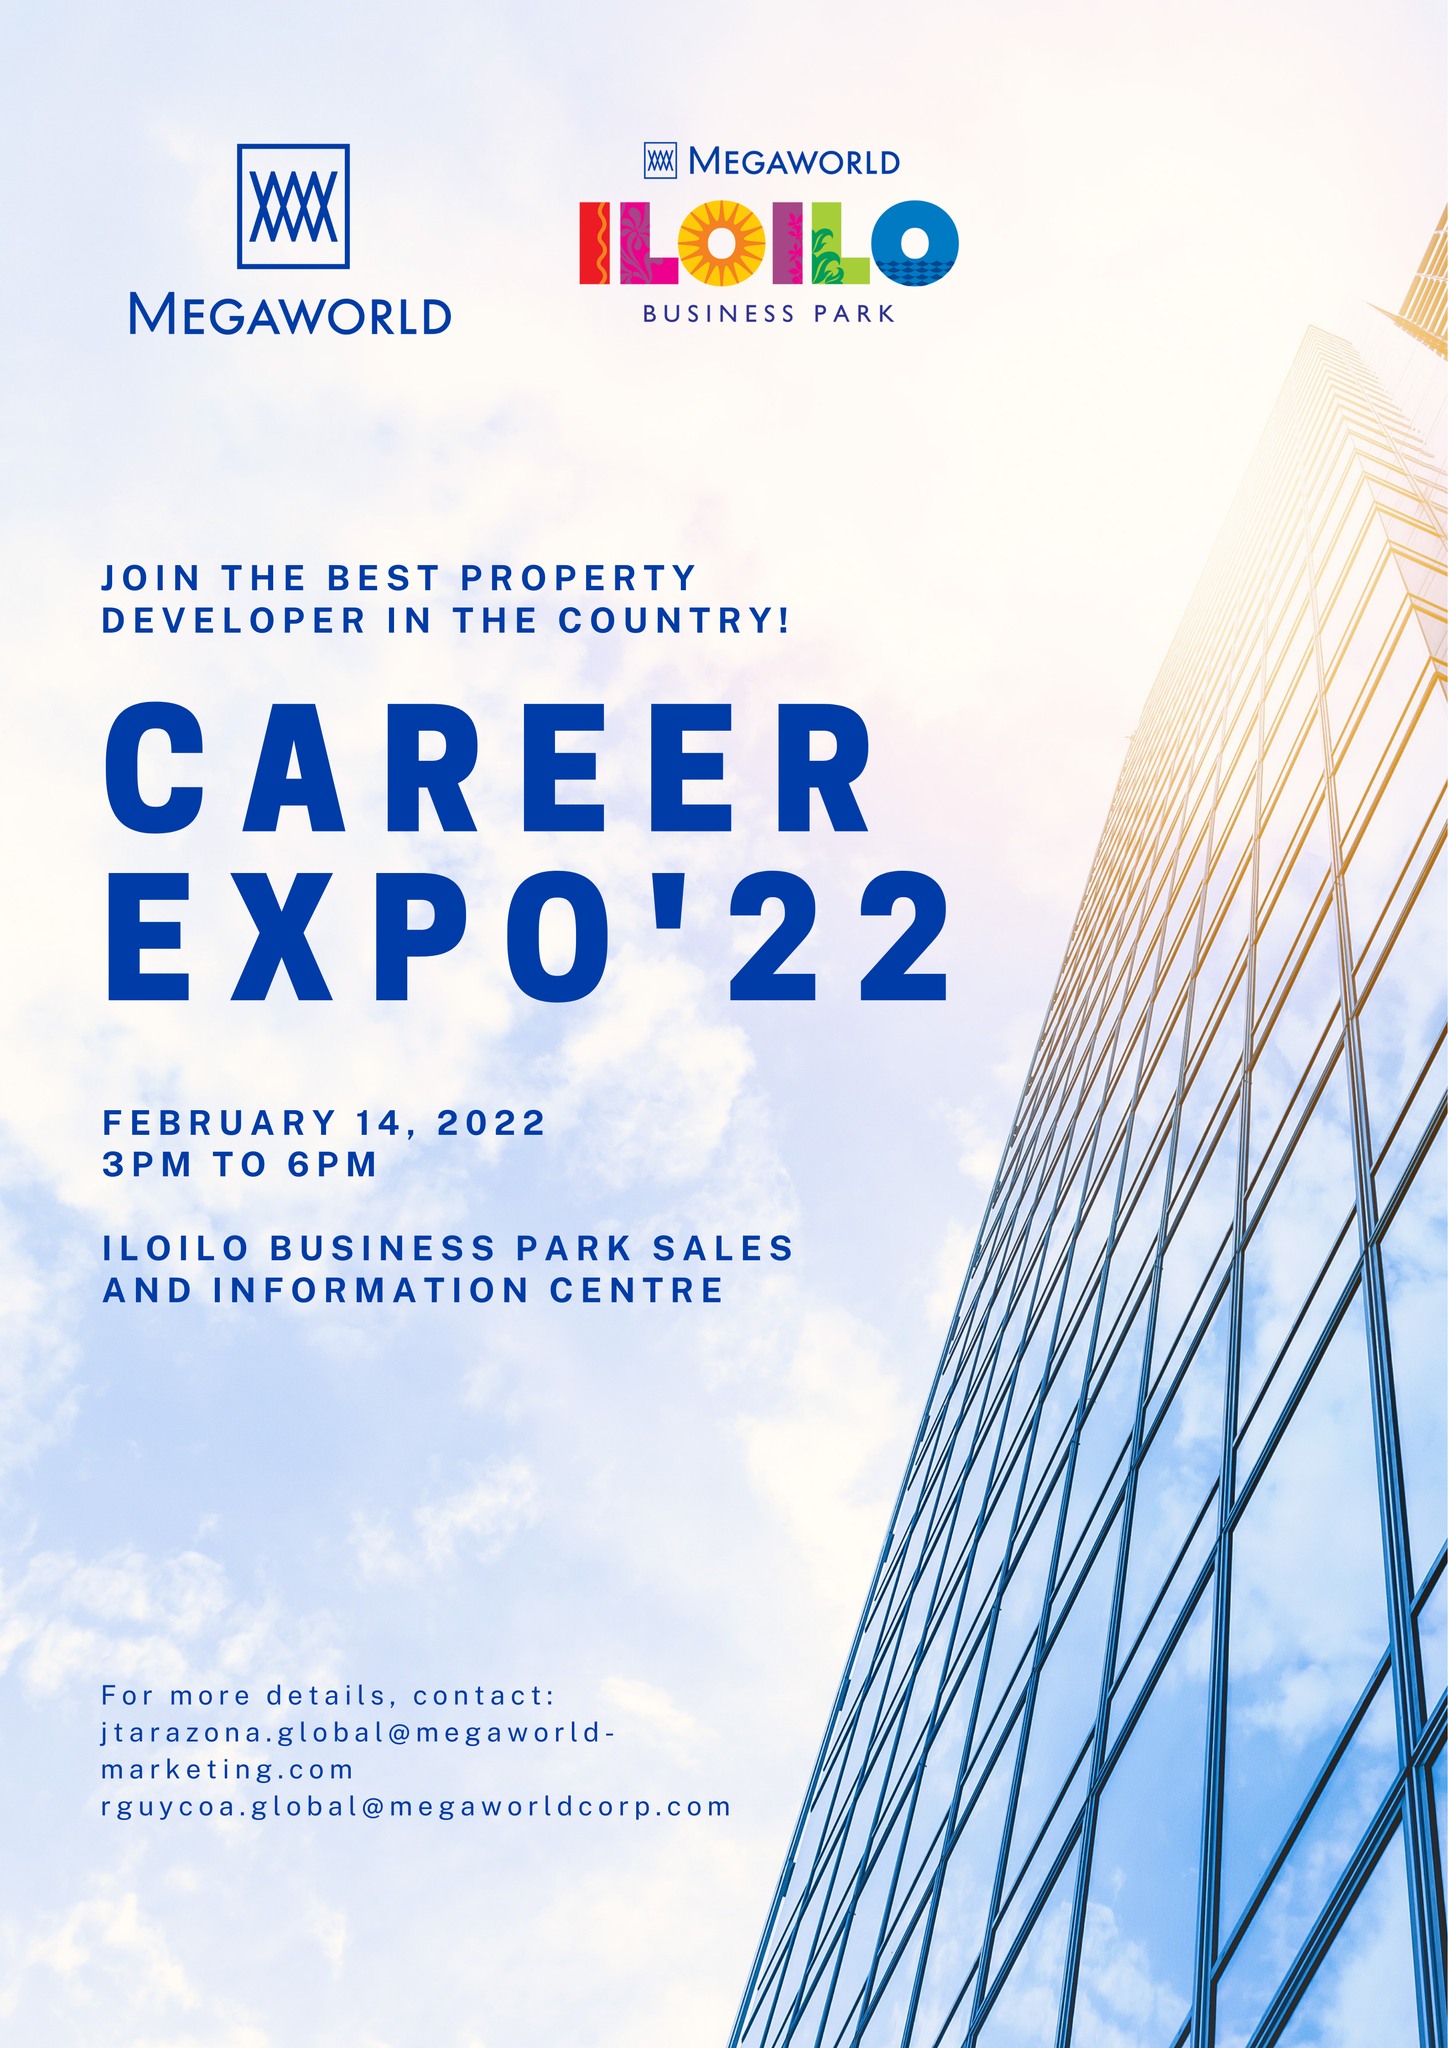 MEGAWORLD
MEGAWORLD
ILOILO
BUSINESS PARK
JOIN THE BEST PROPERTY
DEVELOPER IN THE COUNTRY!
CAREER
EXPO'22
FEBRUARY 14, 2022
3PM TO 6PM
ILOILO BUSINESS PARK SALES
AND INFORMATION CENTRE
For more details, contact:
jtarazona.global@megaworld-
marketing.com
rguycoa.global@megaworldcorp.com